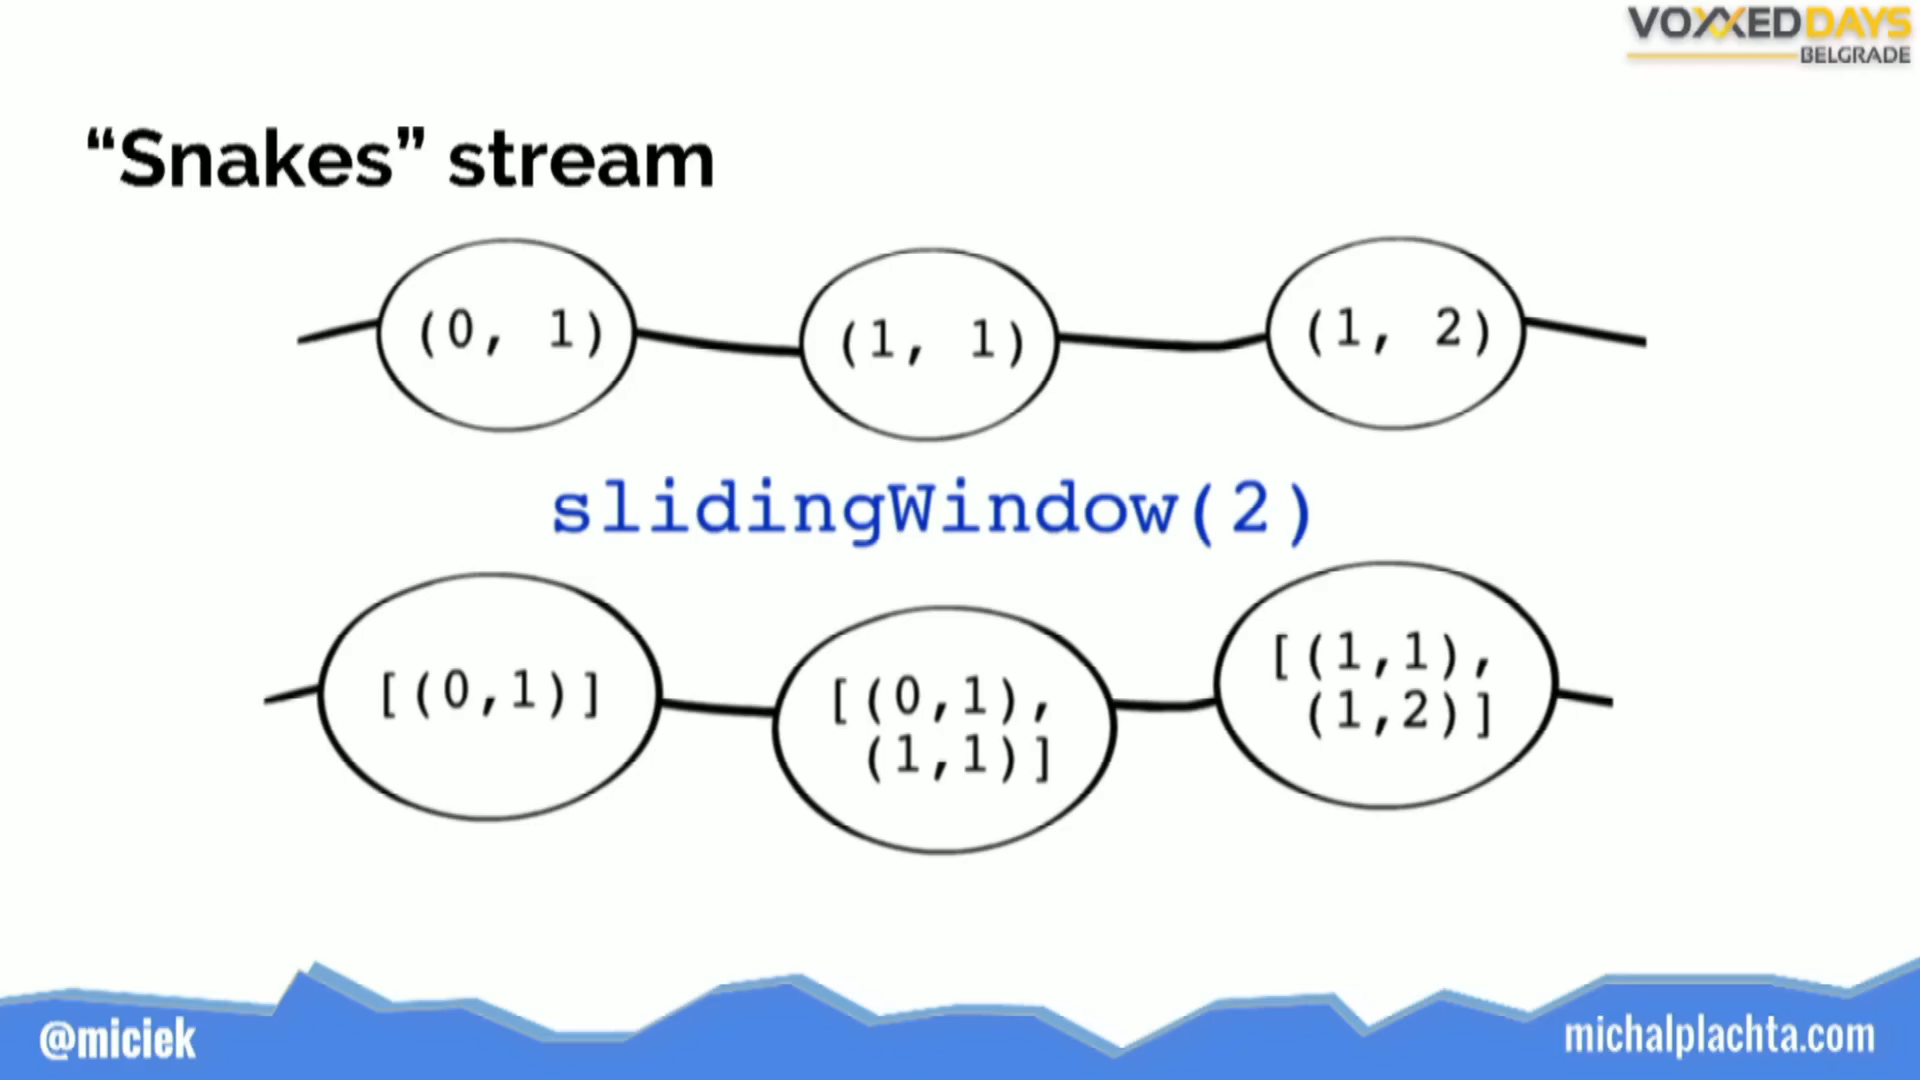 VOXXEDDAYS
BELGRADE
“Snakes” stream
(0, 1)
(1, 1)
(1, 2)
slidingWindow(2)
[(0,1)]
[(0,1),
(1,1)]
[(1,1),
(1,2)]
@miciek
michalplachta.com